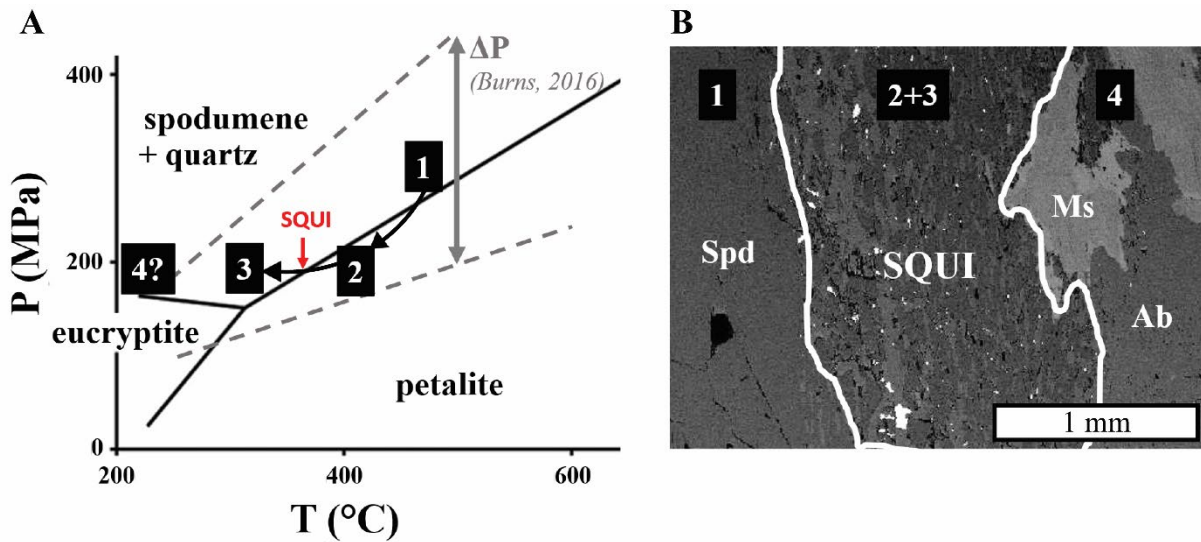 A
400
ΔP
(Burns, 2016)
spodumene
+ quartz
1
P (MPa)
SQUI
200
4?
3
2
eucryptite
petalite
0
200
400
600
T (°C)
B
1
2+3
4
Ms
Spd
SQUI
Ab
1 mm